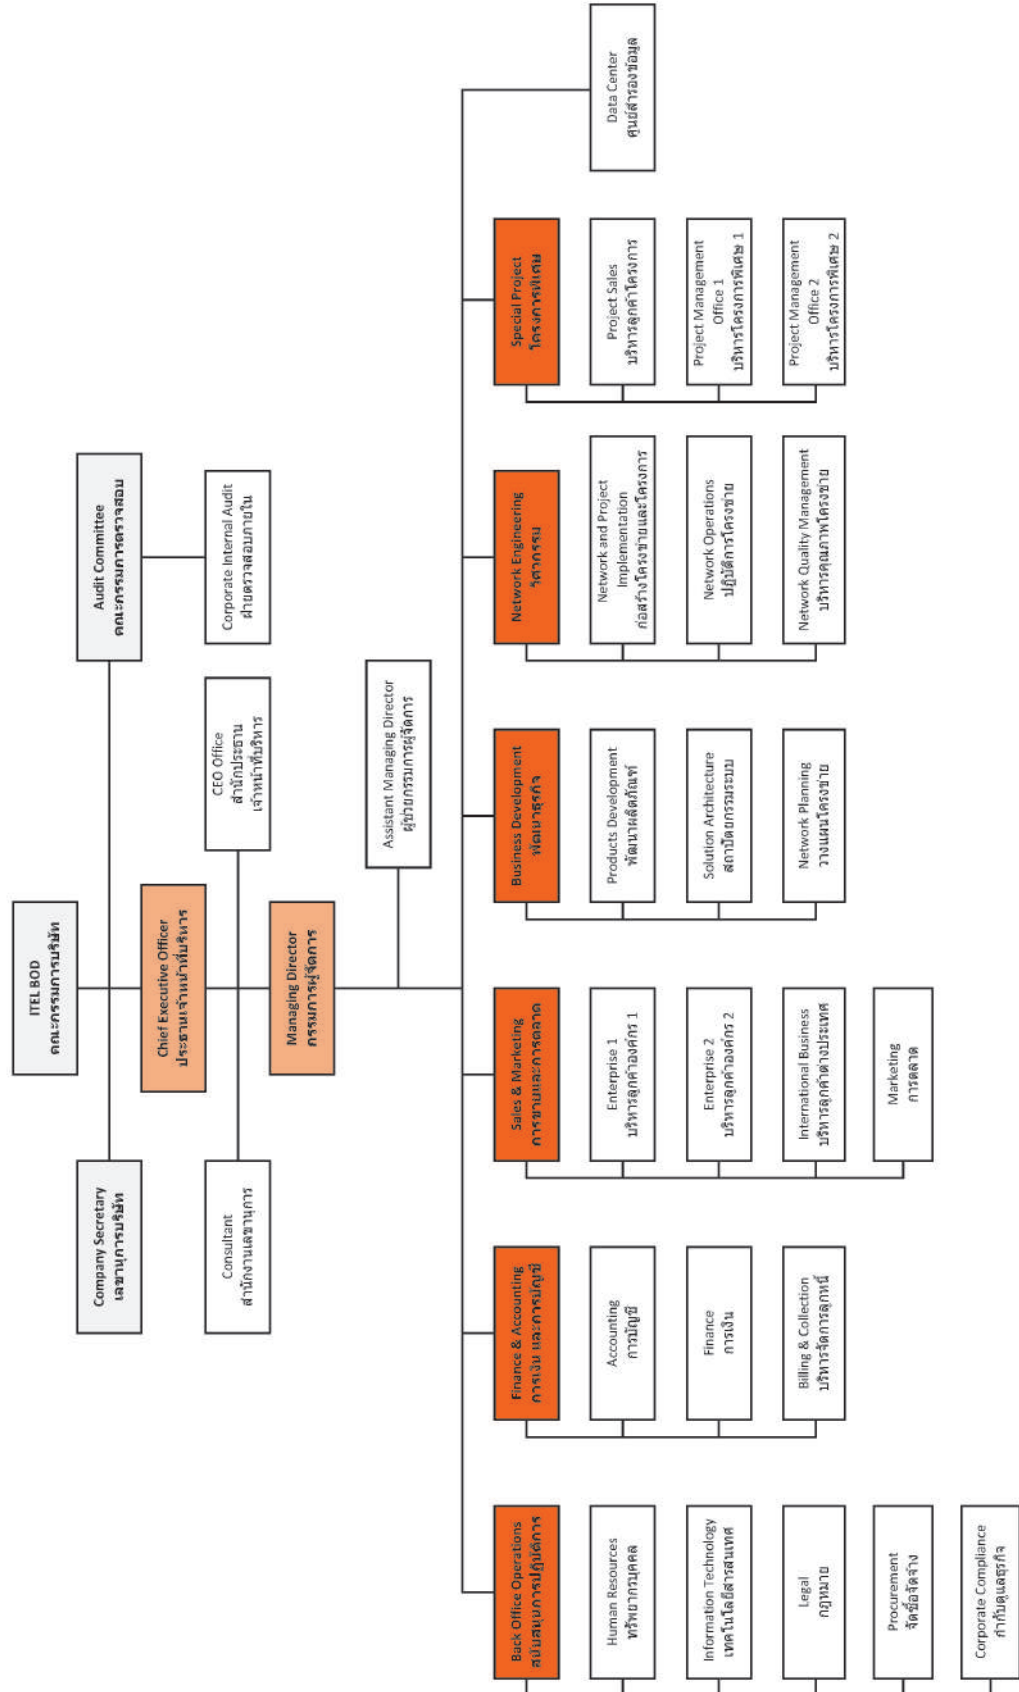 ITEL BOD
คณะกรรมการบริษัท
Company Secretary
เลขานุการบริษัท
Audit Committee
คณะกรรมการตรวจสอบ
Chief Executive Officer
ประธานเจ้าหน้าที่บริหาร
Consultant
สำนักงานเลขานุการ
CEO Office
สำนักประธาน
เจ้าหน้าที่บริหาร
Corporate Internal Audit
ฝ่ายตรวจสอบภายใน
Managing Director
กรรมการผู้จัดการ
Assistant Managing Director
ผู้ช่วยกรรมการผู้จัดการ
Back Office Operations
สนับสนุนการปฏิบัติการ
Human Resources
ทรัพยากรบุคคล
Information Technology
เทคโนโลยีสารสนเทศ
Legal
กฎหมาย
Procurement
จัดซื้อจัดจ้าง
Corporate Compliance
กำกับดูแลธุรกิจ
Finance & Accounting
การเงิน และการบัญชี
Accounting
การบัญชี
Finance
การเงิน
Billing & Collection
บริหารจัดการลูกหนี้
Sales & Marketing
การขายและการตลาด
Enterprise 1
บริหารลูกค้าองค์กร 1
Enterprise 2
บริหารลูกค้าองค์กร 2
International Business
บริหารลูกค้าต่างประเทศ
Marketing
การตลาด
Business Development
พัฒนาธุรกิจ
Products Development
พัฒนาผลิตภัณฑ์
Solution Architecture
สถาปัตยกรรมระบบ
Network Planning
วางแผนโครงข่าย
Network Engineering
วิศวกรรม
Network and Project
Implementation
ก่อสร้างโครงข่ายและโครงการ
Network Operations
ปฏิบัติการโครงข่าย
Network Quality Management
บริหารคุณภาพโครงข่าย
Special Project
โครงการพิเศษ
Project Sales
บริหารลูกค้าโครงการ
Project Management
Office 1
บริหารโครงการพิเศษ 1
Project Management
Office 2
บริหารโครงการพิเศษ 2
Data Center
ศูนย์สำรองข้อมูล